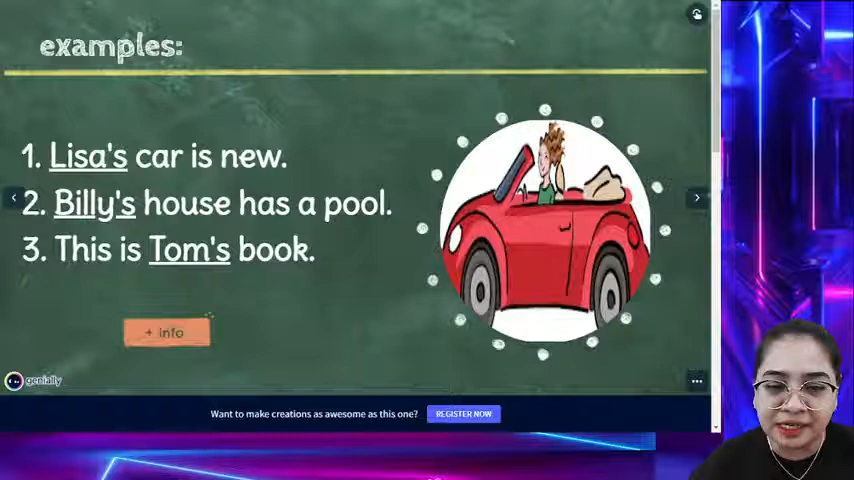 examples:
1. Lisa's car is new.
2. Billy's house has a pool.
3. This is Tom's book.
+ info
genially
Want to make creations as awesome as this one? REGISTER NOW